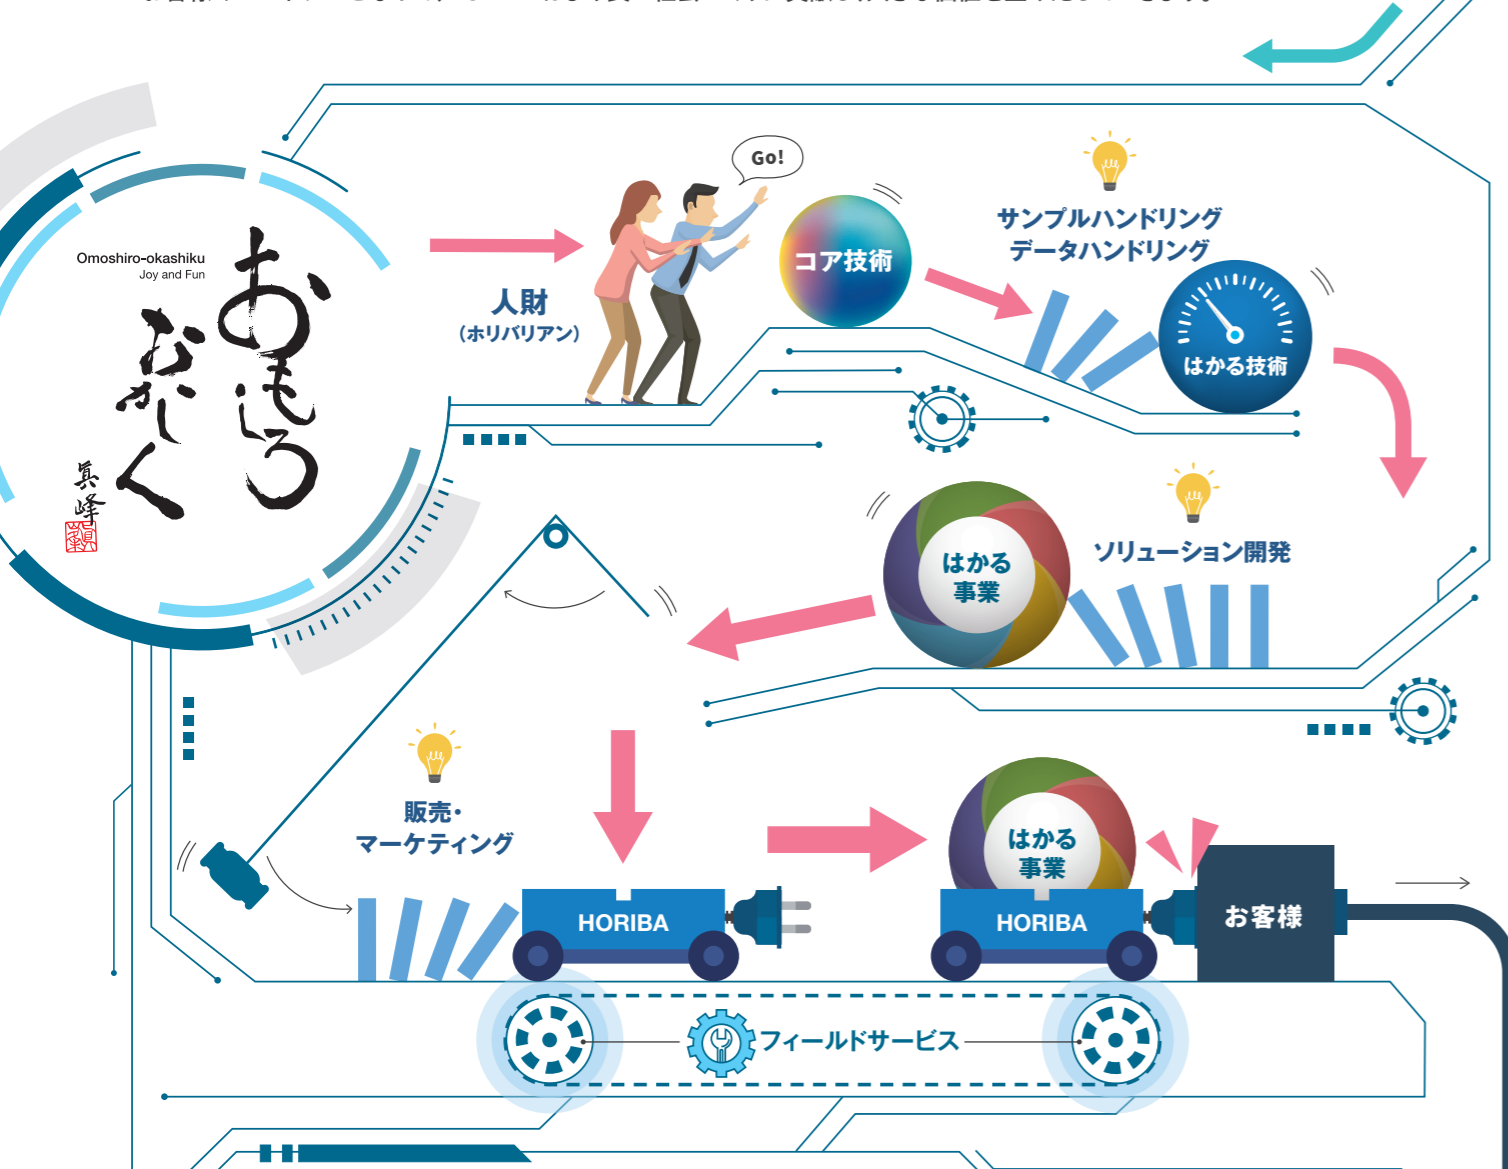 Omoshiro-okashiku
Joy and Fun
おもしろ
おかしく
眞峰
人財
（ホリバリアン）
Go!
コア技術
サンプルハンドリング
データハンドリング
はかる技術
ソリューション開発
はかる
事業
販売・
マーケティング
HORIBA
はかる
事業
HORIBA
お客様
フィールドサービス